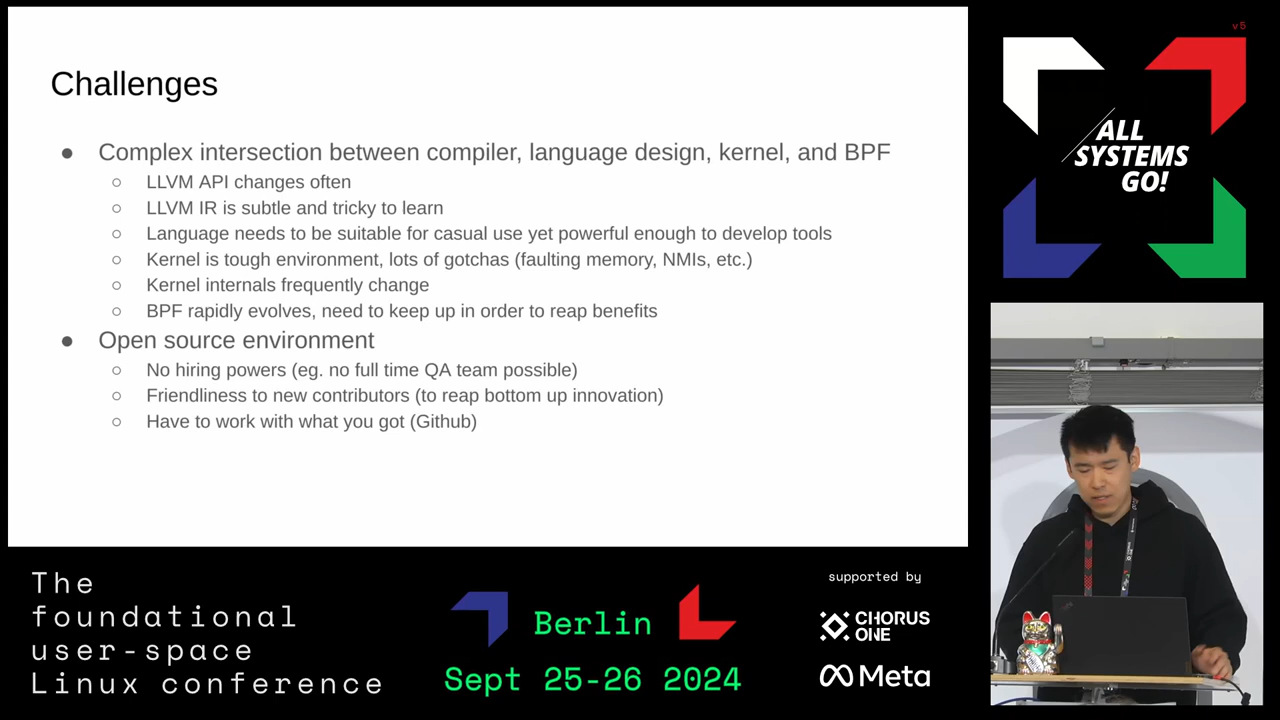 Challenges
● Complex intersection between compiler, language design, kernel, and BPF
○ LLVM API changes often
○ LLVM IR is subtle and tricky to learn
○ Language needs to be suitable for casual use yet powerful enough to develop tools
○ Kernel is tough environment, lots of gotchas (faulting memory, NMIs, etc.)
○ Kernel internals frequently change
○ BPF rapidly evolves, need to keep up in order to reap benefits
● Open source environment
○ No hiring powers (eg. no full time QA team possible)
○ Friendliness to new contributors (to reap bottom up innovation)
○ Have to work with what you got (Github)
v5
ALL
SYSTEMS
GO!
The
foundational
user-space
Linux conference
Berlin
Sept 25-26 2024
supported by
CHORUS
ONE
Meta